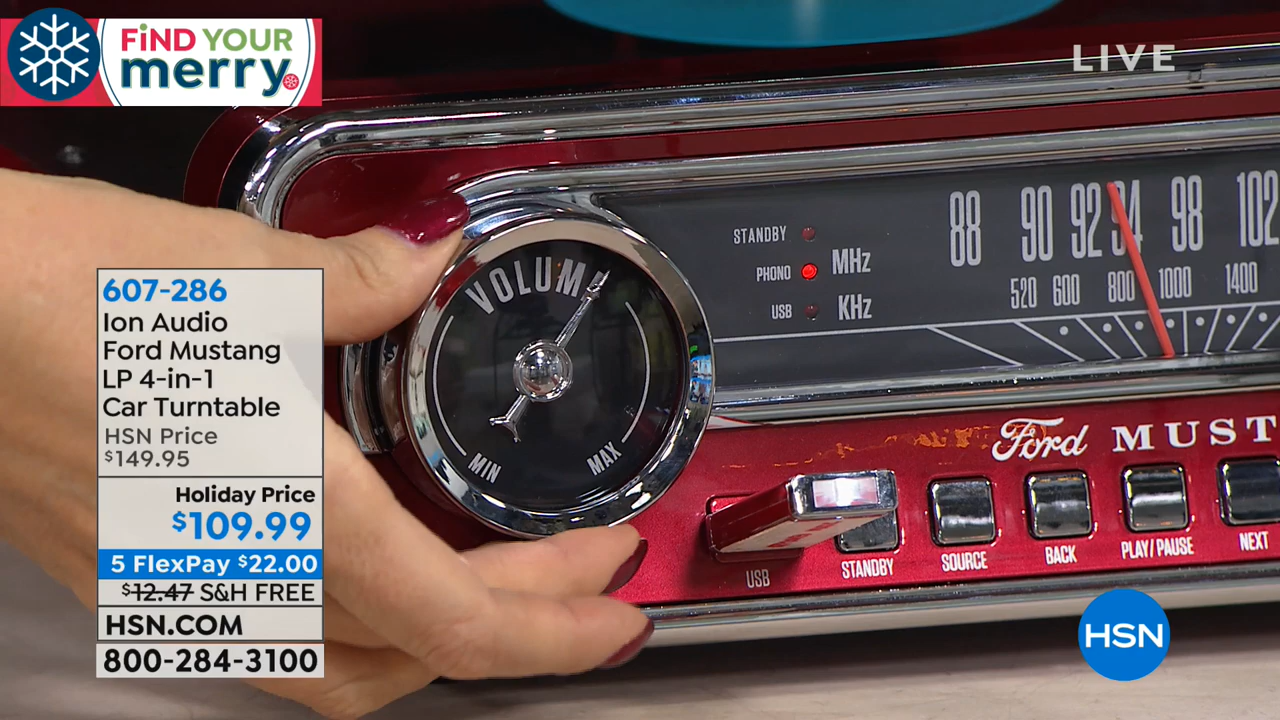 FiND YOUR
merry
LIVE
607-286
Ion Audio
Ford Mustang
LP 4-in-1
Car Turntable
HSN Price
$149.95
Holiday Price
$109.99
5 FlexPay $22.00
$12.47 S&H FREE
HSN.COM
800-284-3100
VOLUME
MIN
MAX
STANDBY
PHONO
USB
MHz
KHz
88 90 92 94 98 102
520 600 800 1000 1400
Ford MUST
USB
STANDBY
SOURCE
BACK
PLAY/PAUSE
NEXT
HSN